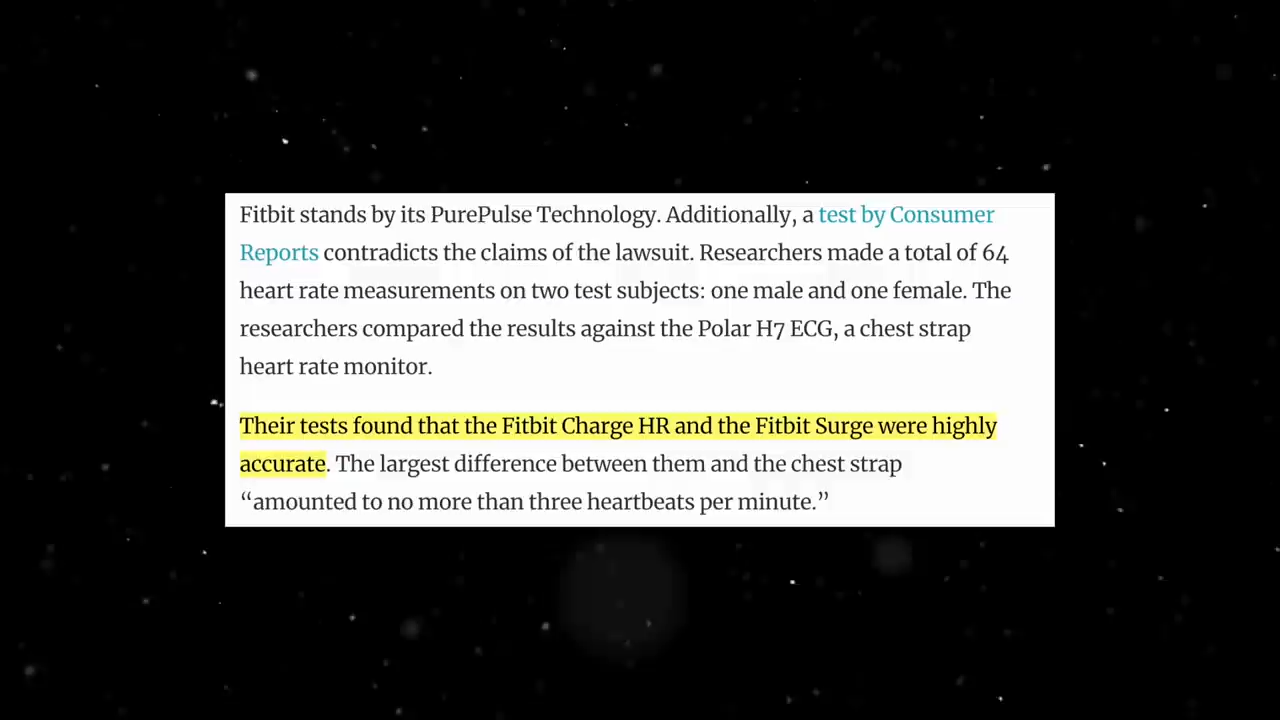 Fitbit stands by its PurePulse Technology. Additionally, a test by Consumer
Reports contradicts the claims of the lawsuit. Researchers made a total of 64
heart rate measurements on two test subjects: one male and one female. The
researchers compared the results against the Polar H7 ECG, a chest strap
heart rate monitor.
Their tests found that the Fitbit Charge HR and the Fitbit Surge were highly
accurate. The largest difference between them and the chest strap
“amounted to no more than three heartbeats per minute.”